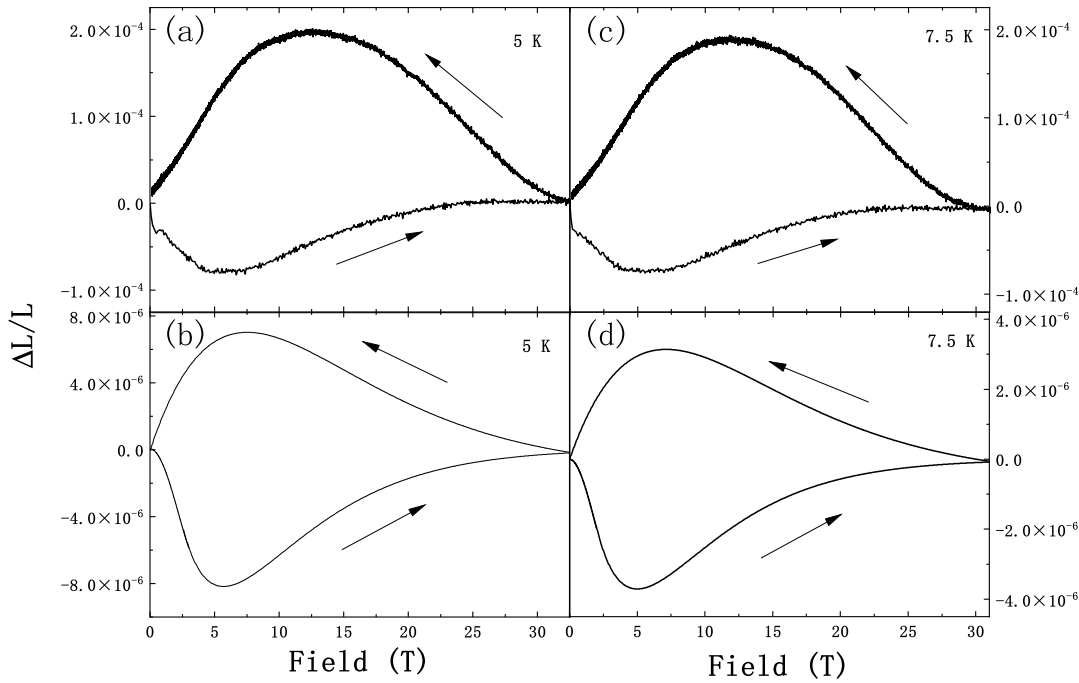 (a)
5 K
2.0×10⁻⁴
1.0×10⁻⁴
0.0
-1.0×10⁻⁴
(c)
7.5 K
2.0×10⁻⁴
1.0×10⁻⁴
0.0
-1.0×10⁻⁴
ΔL/L
(b)
5 K
8.0×10⁻⁶
4.0×10⁻⁶
0.0
-4.0×10⁻⁶
-8.0×10⁻⁶
(d)
7.5 K
4.0×10⁻⁶
2.0×10⁻⁶
0.0
-2.0×10⁻⁶
-4.0×10⁻⁶
0 5 10 15 20 25 30
0 5 10 15 20 25 30
Field (T)
Field (T)